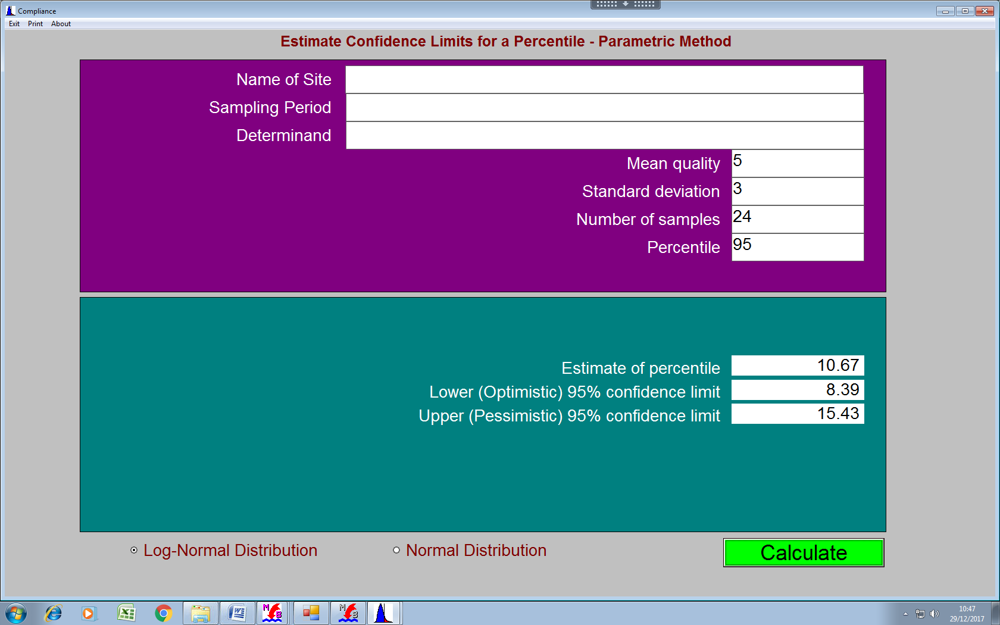 Compliance
Exit Print About
Estimate Confidence Limits for a Percentile - Parametric Method
Name of Site
Sampling Period
Determinand
Mean quality 5
Standard deviation 3
Number of samples 24
Percentile 95
Estimate of percentile 10.67
Lower (Optimistic) 95% confidence limit 8.39
Upper (Pessimistic) 95% confidence limit 15.43
Log-Normal Distribution Normal Distribution Calculate
M B M B
10:47
29/12/2017